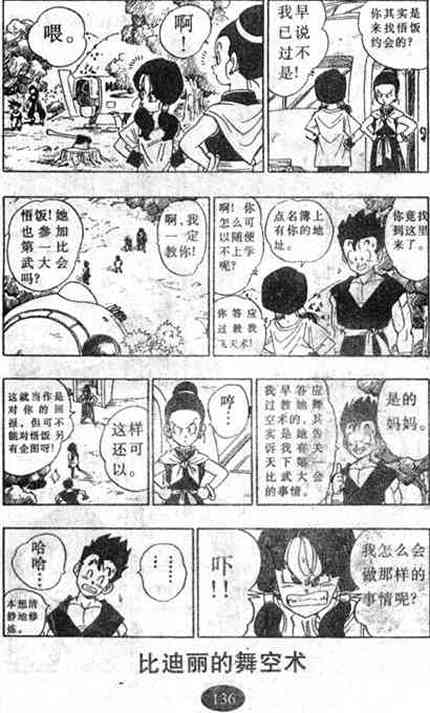 你其实是
来找悟饭
约会的?
我早
已说
过不
是!
啊!
喂。
你竟找
到这里
来了。
点名簿上
有你的地
址。
啊!你
怎么可
以随便
不上学
呢?
你答应
过教我
飞天术!
啊,我一
定教你!
悟饭!她
也参加
第一比
武大会
吗?
是的
妈妈。
我早答应
过教她舞
空术的,其
实是她告
诉我有关
天下第一
比武大会
的事情。
哼…
这样
还可
以。
这就当作是
对你的回
报,但可不
能对悟饭另
有企图呀!
我怎么会
做那样的
事情呢?
吓!!
……
哈哈…
本想清
静地修
炼。
比迪丽的舞空术
136